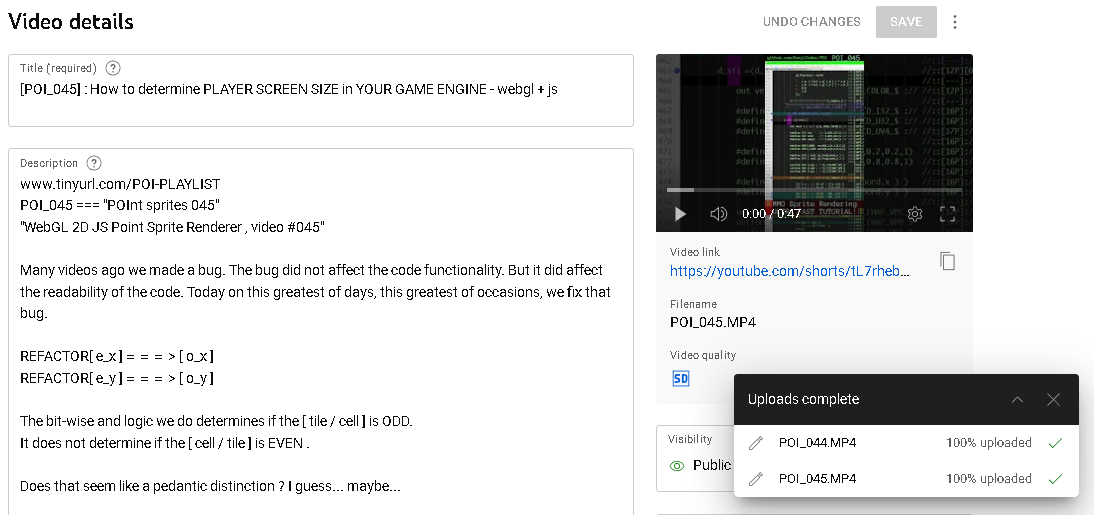 Video details
UNDO CHANGES
SAVE
Title (required)
[POI_045] : How to determine PLAYER SCREEN SIZE in YOUR GAME ENGINE - webgl + js
Description
www.tinyurl.com/POI-PLAYLIST
POI_045 === "POInt sprites 045"
"WebGL 2D JS Point Sprite Renderer , video #045"
Many videos ago we made a bug. The bug did not affect the code functionality. But it did affect
the readability of the code. Today on this greatest of days, this greatest of occasions, we fix that
bug.
REFACTOR[ e_x ] = = = > [ o_x ]
REFACTOR[ e_y ] = = = > [ o_y ]
The bit-wise and logic we do determines if the [ tile / cell ] is ODD.
It does not determine if the [ cell / tile ] is EVEN .
Does that seem like a pedantic distinction ? I guess... maybe...
POI_045
MMO Sprite Rendering
0:00 / 0:47
Video link
https://youtube.com/shorts/tL7rheb...
Filename
POI_045.MP4
Video quality
SD
Visibility
Public
Uploads complete
POI_044.MP4 100% uploaded
POI_045.MP4 100% uploaded